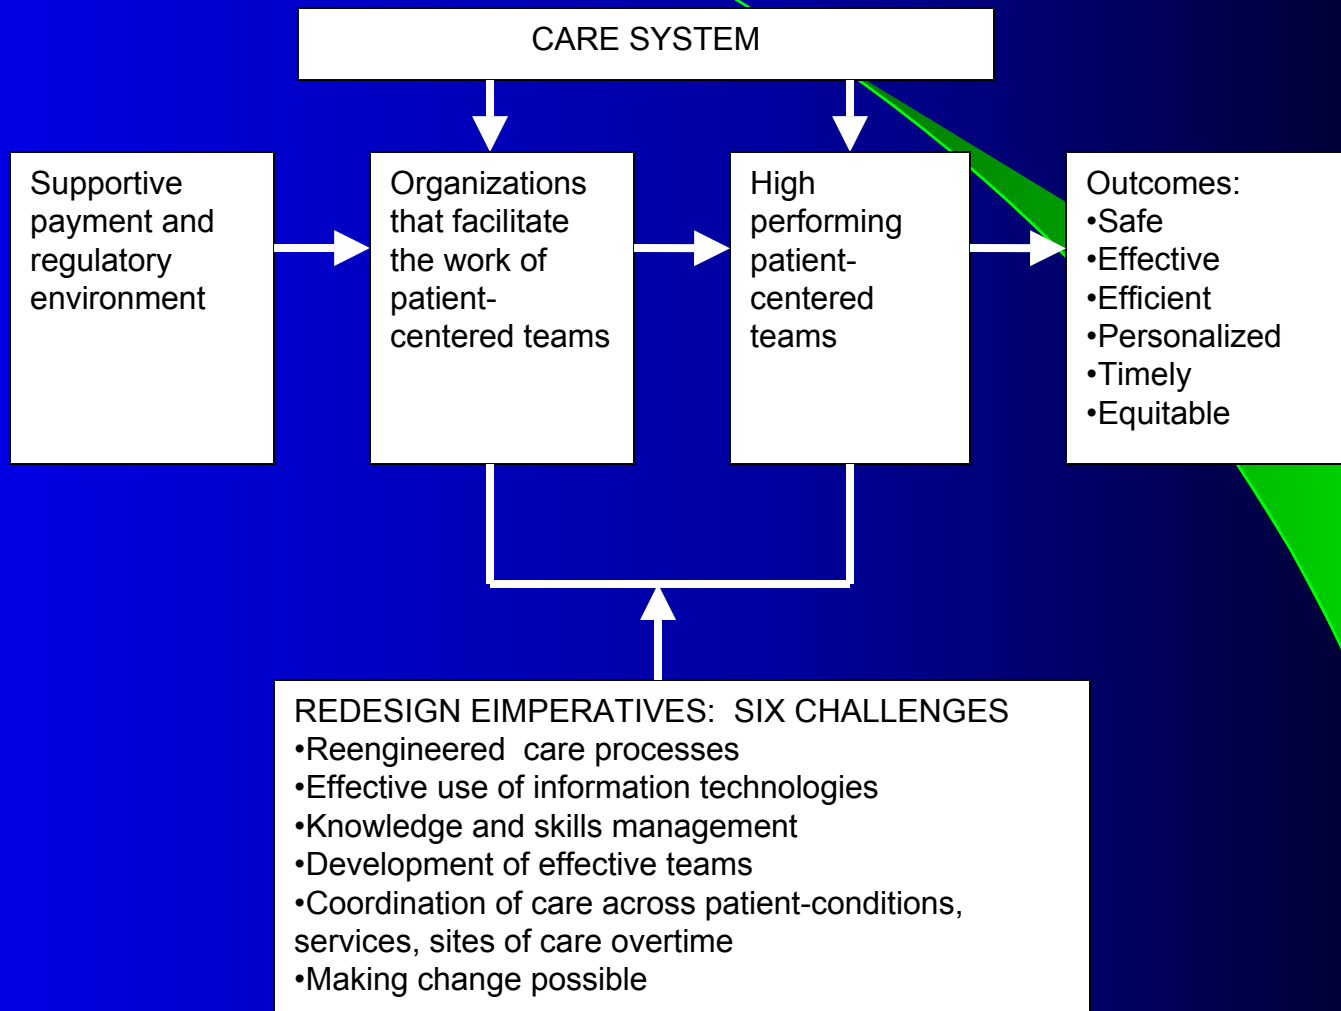 CARE SYSTEM
Supportive
payment and
regulatory
environment
Organizations
that facilitate
the work of
patient-
centered teams
High
performing
patient-
centered
teams
Outcomes:
•Safe
•Effective
•Efficient
•Personalized
•Timely
•Equitable
REDESIGN EIMPERATIVES:  SIX CHALLENGES
•Reengineered  care processes
•Effective use of information technologies
•Knowledge and skills management
•Development of effective teams
•Coordination of care across patient-conditions,
services, sites of care overtime
•Making change possible